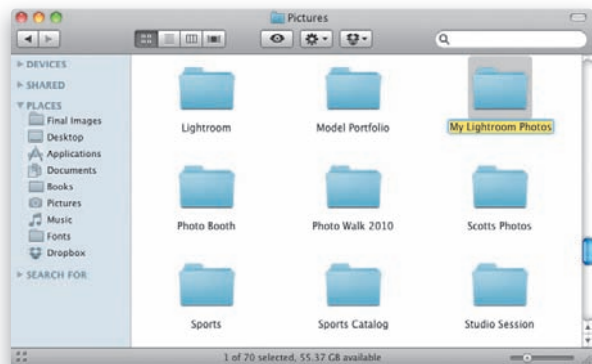 Pictures
DEVICES
SHARED
PLACES
Final Images
Desktop
Applications
Documents
Books
Pictures
Music
Fonts
Dropbox
SEARCH FOR
Lightroom
Model Portfolio
My Lightroom Photos
Photo Booth
Photo Walk 2010
Scotts Photos
Sports
Sports Catalog
Studio Session
1 of 70 selected, 55.37 GB available